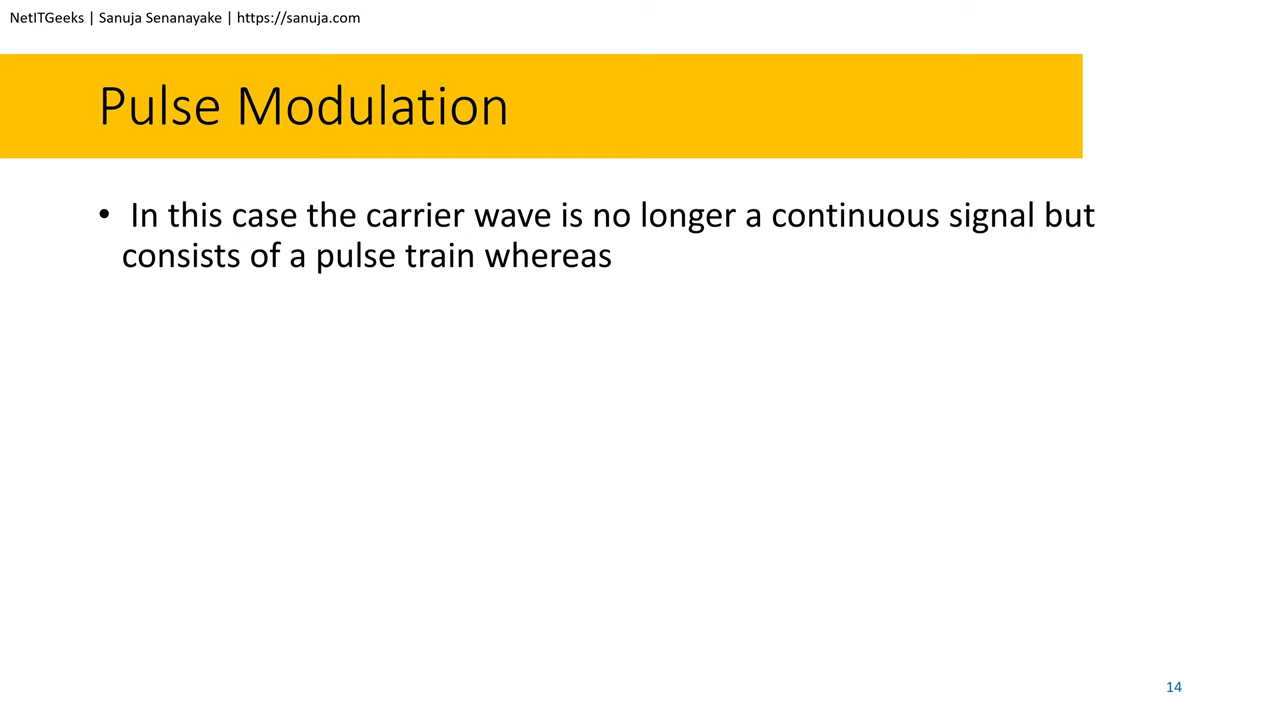 NetITGeeks | Sanuja Senanayake | https://sanuja.com
Pulse Modulation
• In this case the carrier wave is no longer a continuous signal but
consists of a pulse train whereas
14